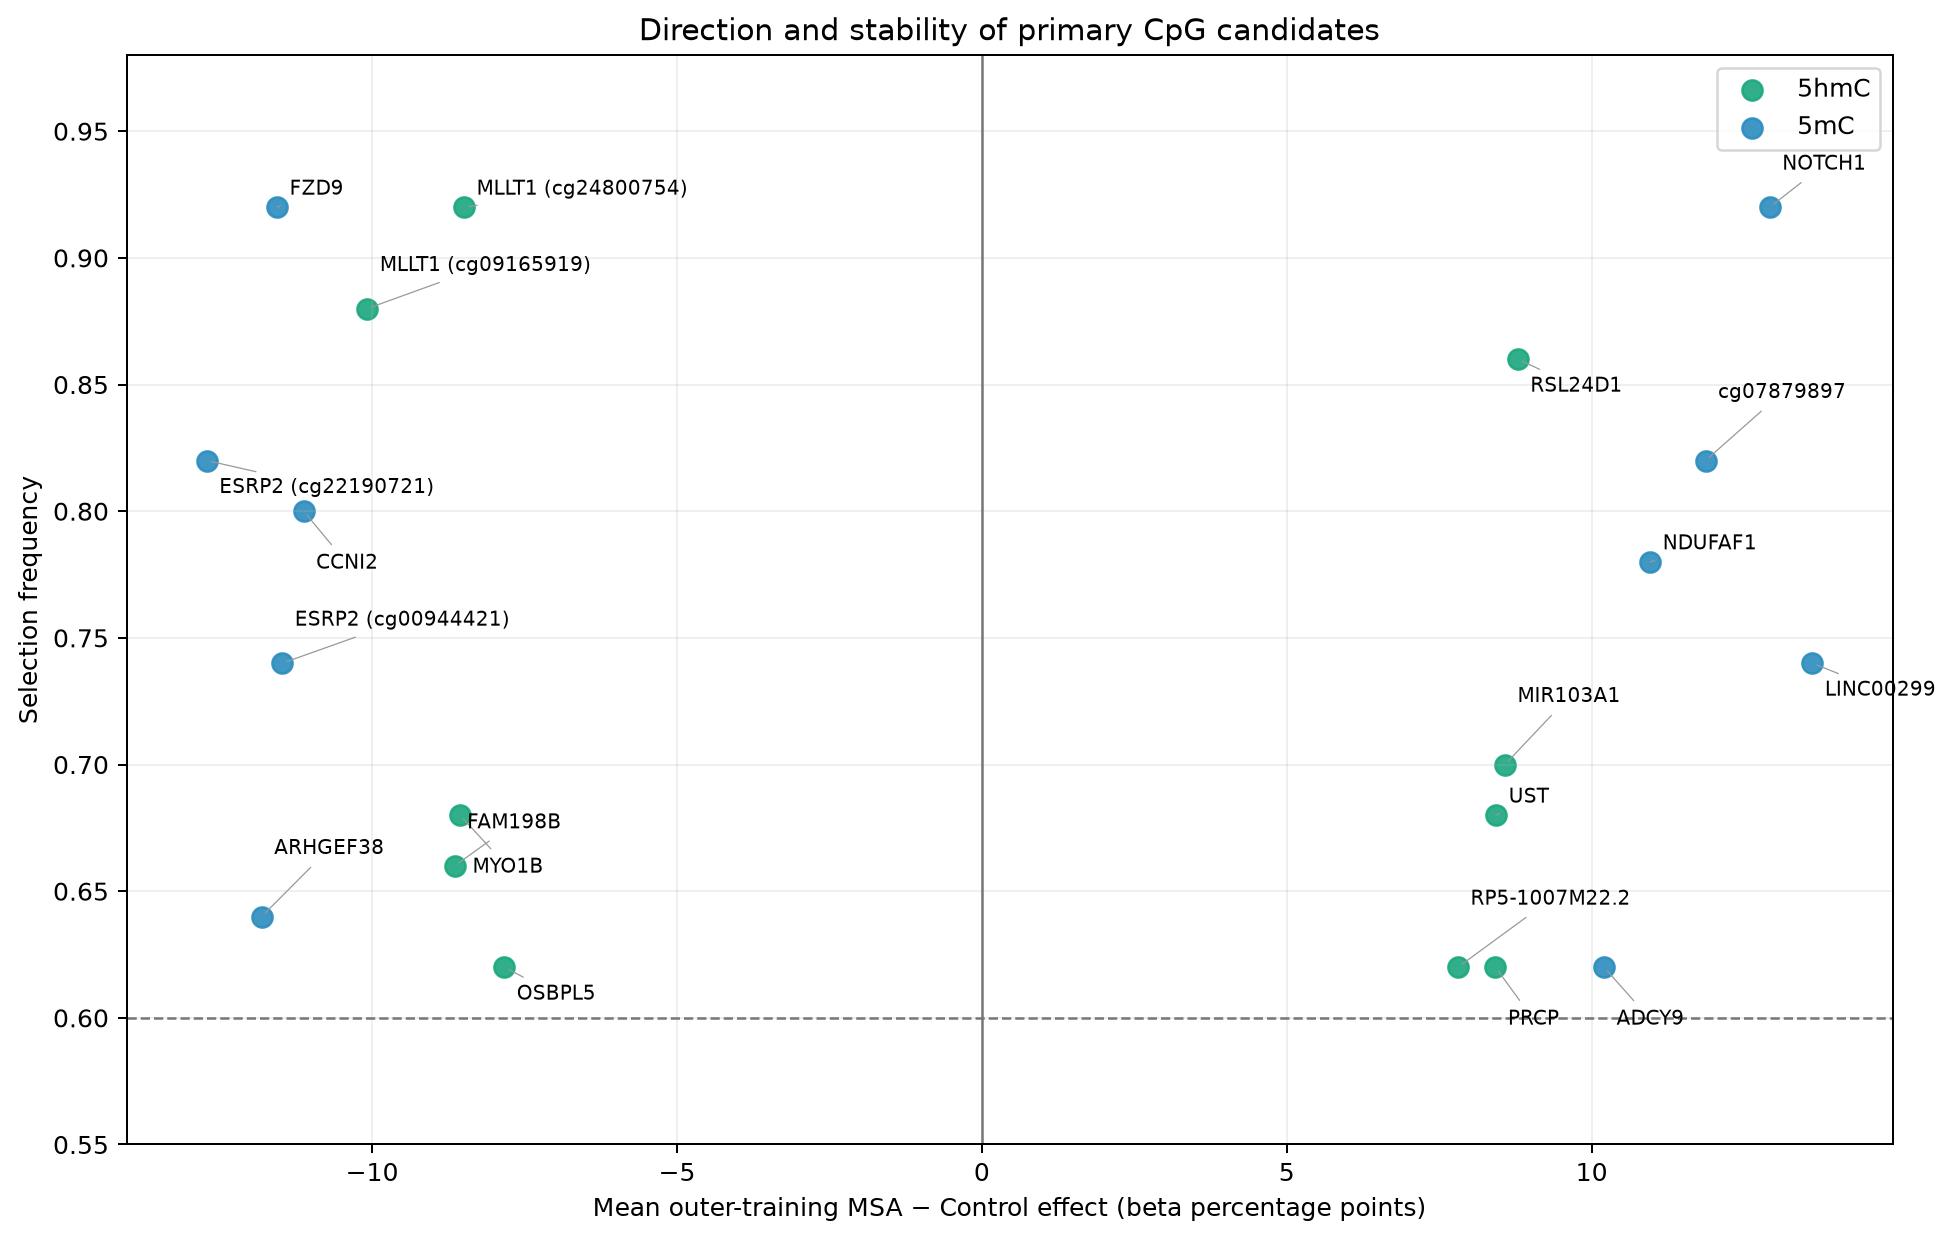 Direction and stability of primary CpG candidates
5hmC
5mC
0.95
0.90
0.85
0.80
0.75
0.70
0.65
0.60
0.55
Selection frequency
FZD9
MLLT1 (cg24800754)
NOTCH1
MLLT1 (cg09165919)
RSL24D1
cg07879897
ESRP2 (cg22190721)
CCNI2
NDUFAF1
ESRP2 (cg00944421)
LINC00299
MIR103A1
UST
FAM198B
ARHGEF38
MYO1B
RP5-1007M22.2
OSBPL5
PRCP
ADCY9
−10
−5
0
5
10
Mean outer-training MSA − Control effect (beta percentage points)